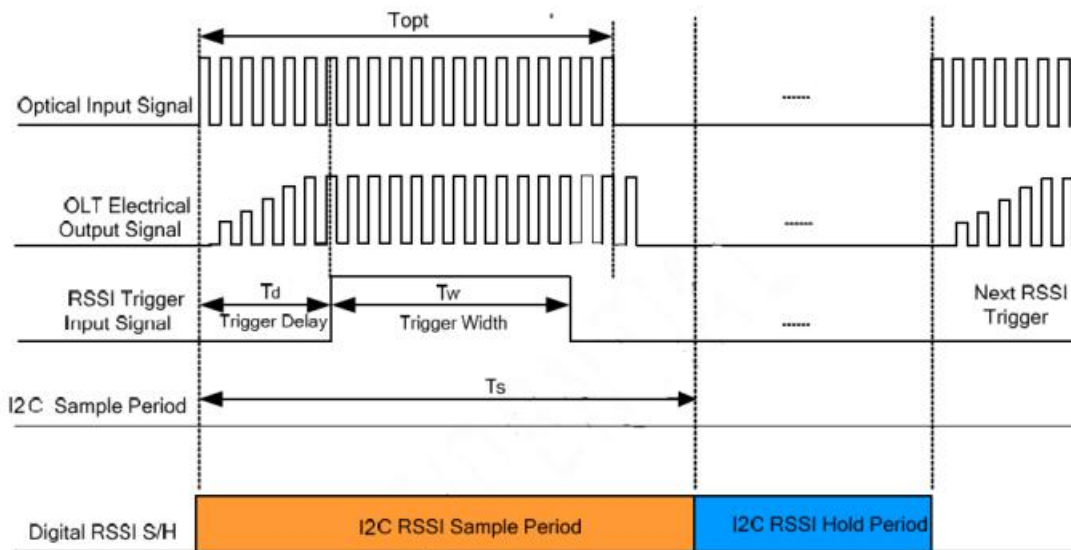 Topt
Optical Input Signal
......
OLT Electrical
Output Signal
......
RSSI Trigger
Input Signal
Td
Trigger Delay
Tw
Trigger Width
......
Next RSSI
Trigger
Ts
I2C Sample Period
Digital RSSI S/H
I2C RSSI Sample Period
I2C RSSI Hold Period